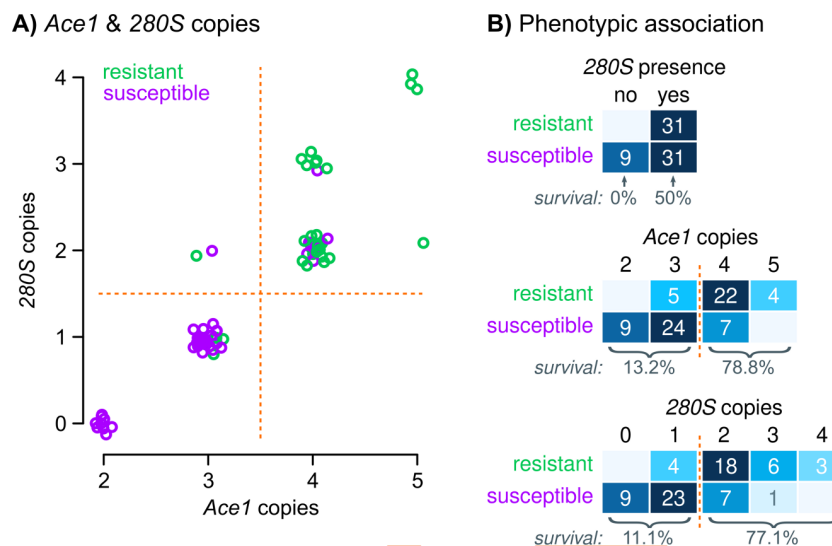 A) Ace1 & 280S copies
resistant
susceptible
4
3
2
1
0
280S copies
2 3 4 5
Ace1 copies
B) Phenotypic association
280S presence
no yes
resistant 31
susceptible 9 31
survival: 0% 50%
Ace1 copies
2 3 4 5
resistant 5 22 4
susceptible 9 24 7
survival: 13.2% 78.8%
280S copies
0 1 2 3 4
resistant 4 18 6 3
susceptible 9 23 7 1
survival: 11.1% 77.1%